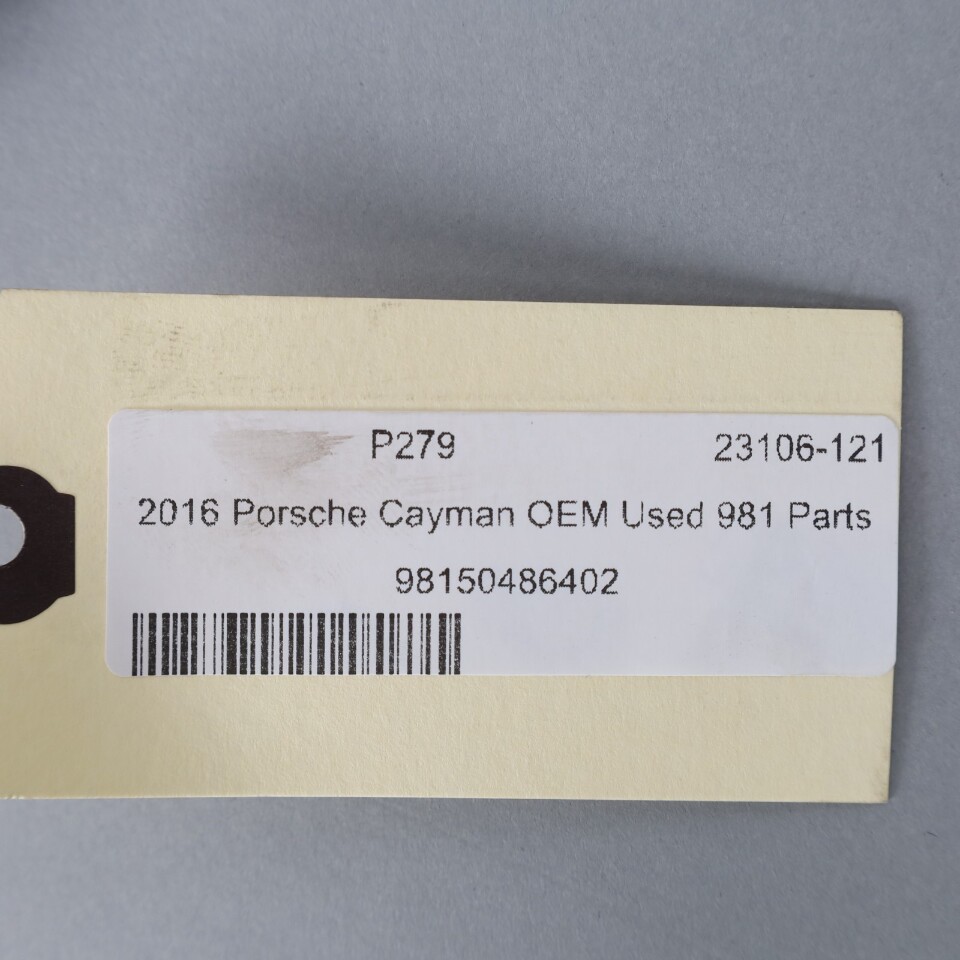 P279 23106-121
2016 Porsche Cayman OEM Used 981 Parts
98150486402